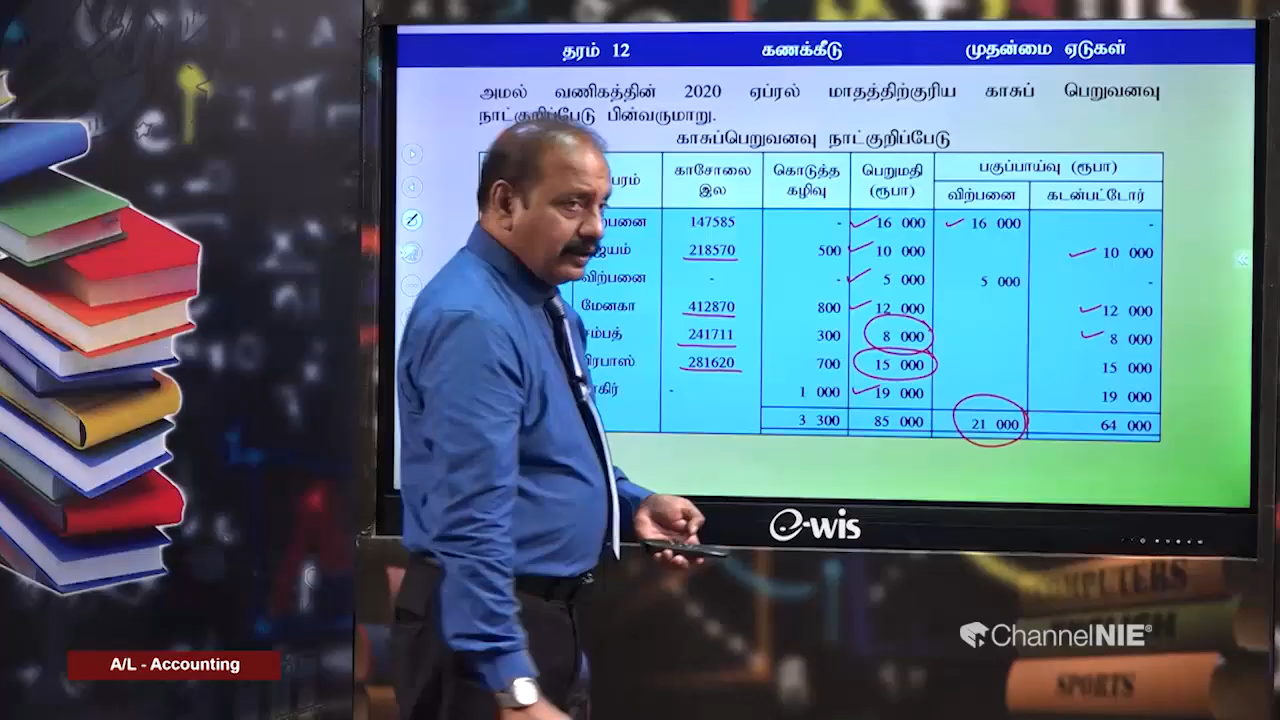 தரம் 12 கணக்கீடு முதன்மை ஏடுகள்
அமல் வணிகத்தின் 2020 ஏப்ரல் மாதத்திற்குரிய காசுப் பெறுவனவு
நாட்குறிப்பேடு பின்வருமாறு.
காசுப்பெறுவனவு நாட்குறிப்பேடு
காசோலை இல கொடுத்த கழிவு பெறுமதி (ரூபா) பகுப்பாய்வு (ரூபா)
விற்பனை கடன்பட்டோர்
147585 - 16 000 16 000 -
218570 500 10 000 10 000
விற்பனை - - 5 000 5 000 -
மேனகா 412870 800 12 000 12 000
241711 300 8 000 8 000
281620 700 15 000 15 000
- 1 000 19 000 19 000
3 300 85 000 21 000 64 000
e-wis
COMPUTERS
ChannelNIE®
A/L - Accounting
SPORTS